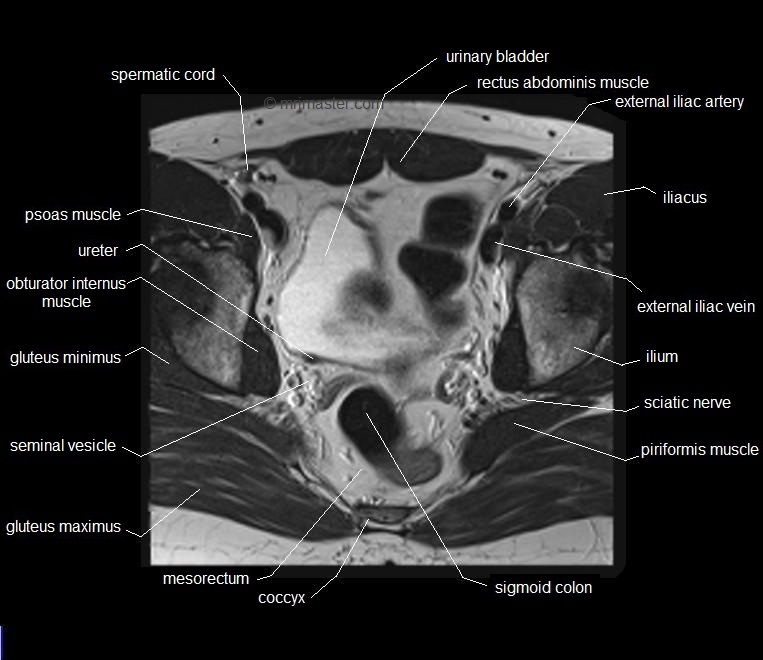 urinary bladder
spermatic cord
rectus abdominis muscle
© mrimaster.com
external iliac artery
iliacus
psoas muscle
ureter
obturator internus
muscle
external iliac vein
gluteus minimus
ilium
sciatic nerve
seminal vesicle
piriformis muscle
gluteus maximus
mesorectum
sigmoid colon
coccyx